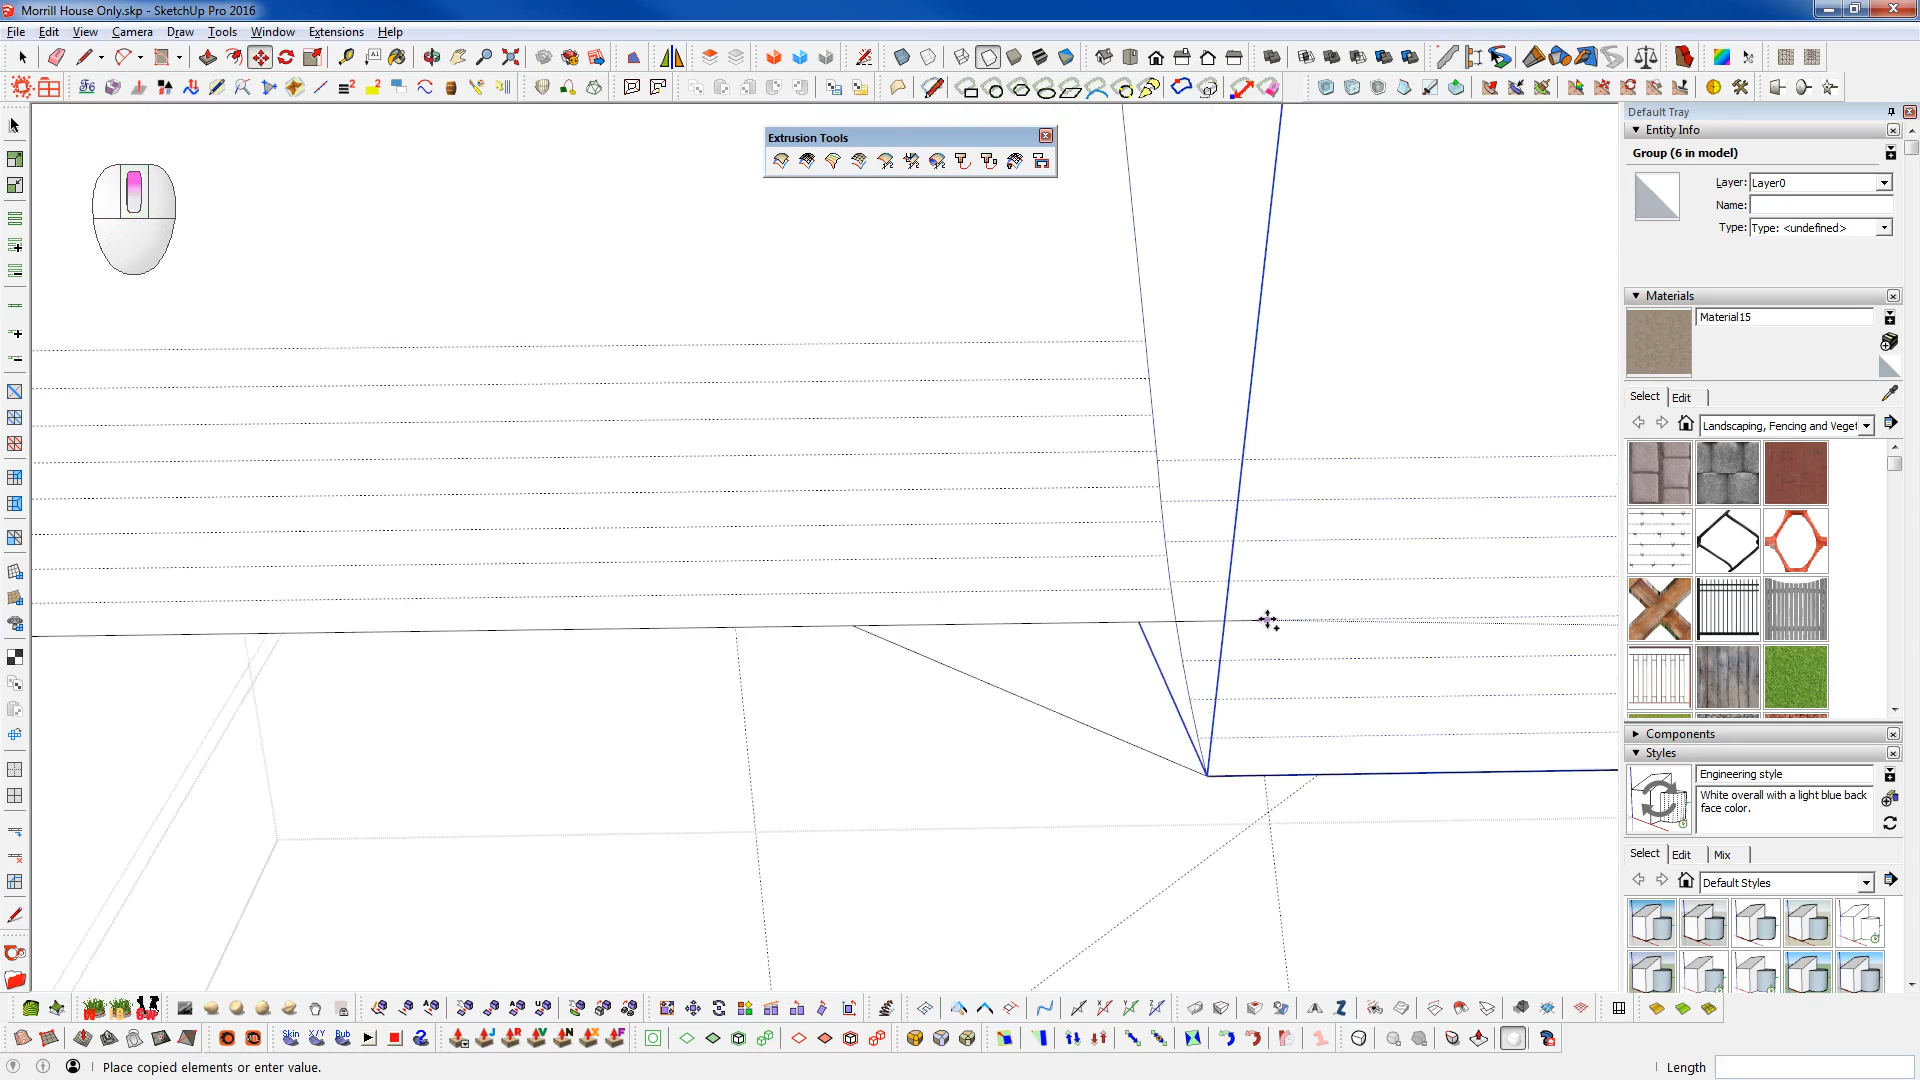 Morrill House Only.skp - SketchUp Pro 2016
File Edit View Camera Draw Tools Window Extensions Help
Extrusion Tools
Default Tray
Entity Info
Group (6 in model)
Layer: Layer0
Name:
Type: Type: <undefined>
Materials
Material15
Select Edit
Landscaping, Fencing and Veget
Components
Styles
Engineering style
White overall with a light blue back
face color.
Select Edit Mix
Default Styles
Skin X/Y Bub
Place copied elements or enter value.
Length